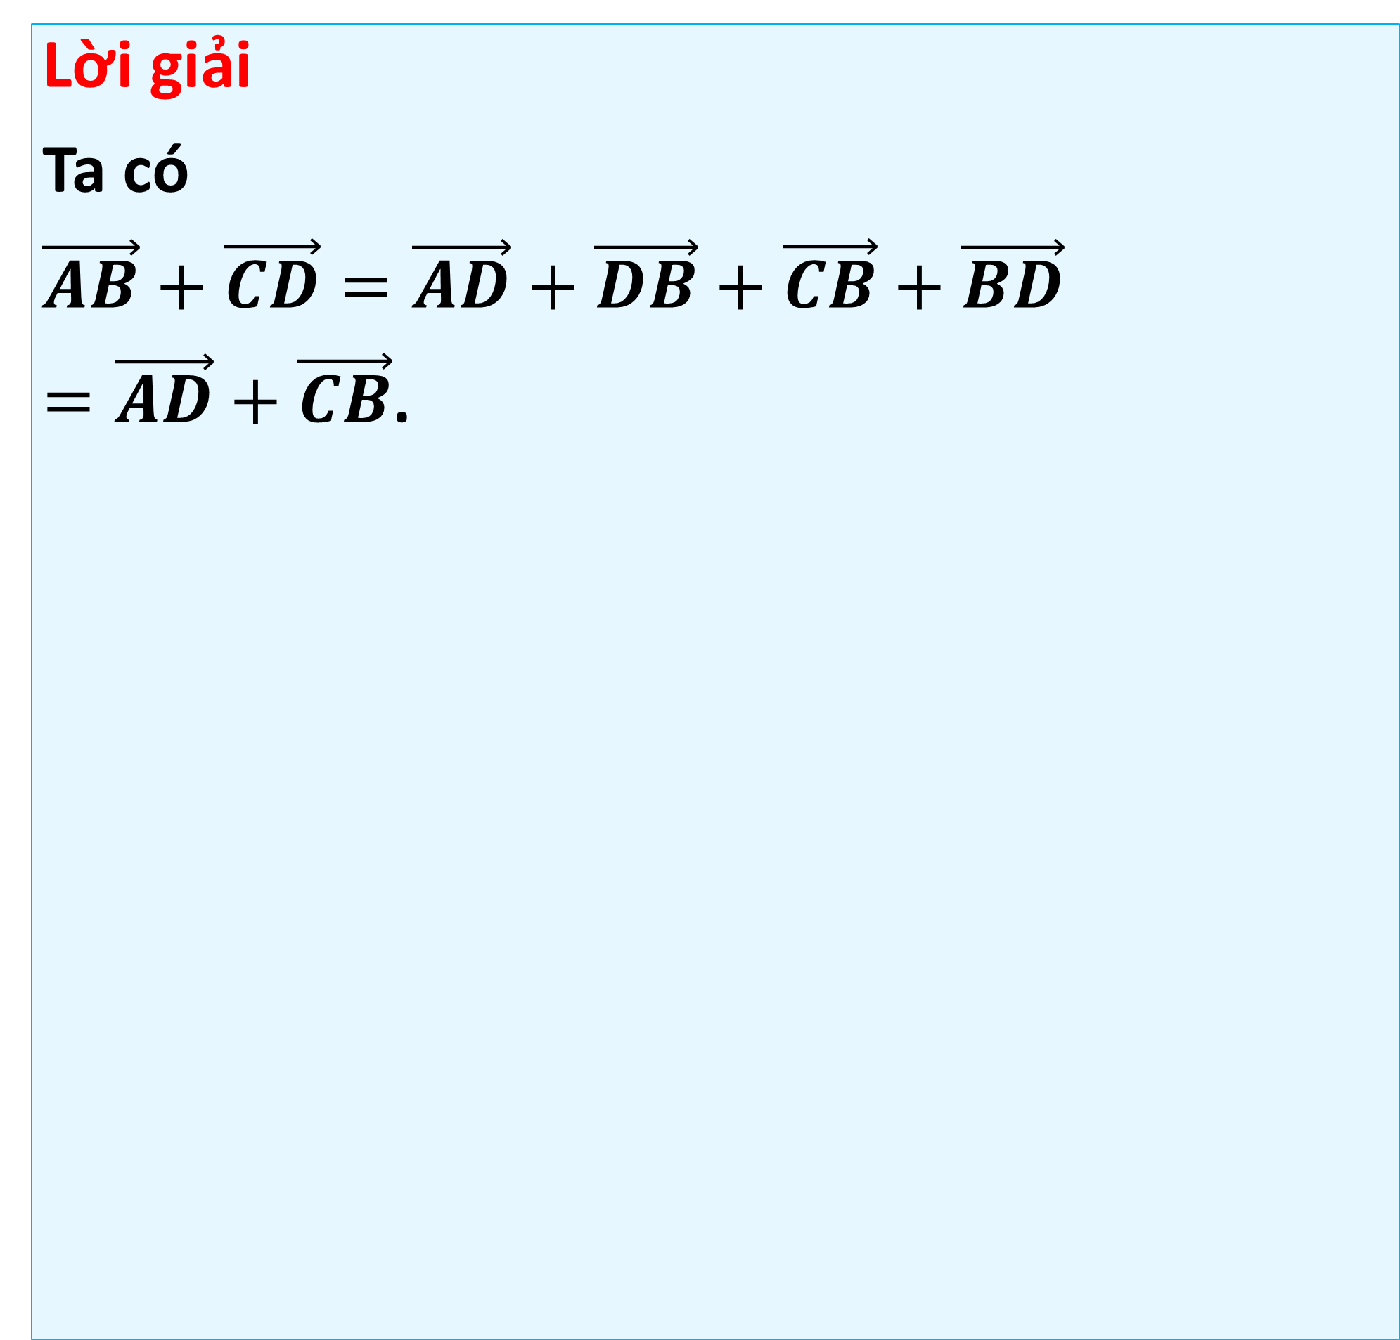 Lời giải
Ta có
$\overrightarrow{AB} + \overrightarrow{CD} = \overrightarrow{AD} + \overrightarrow{DB} + \overrightarrow{CB} + \overrightarrow{BD}$
$= \overrightarrow{AD} + \overrightarrow{CB}.$